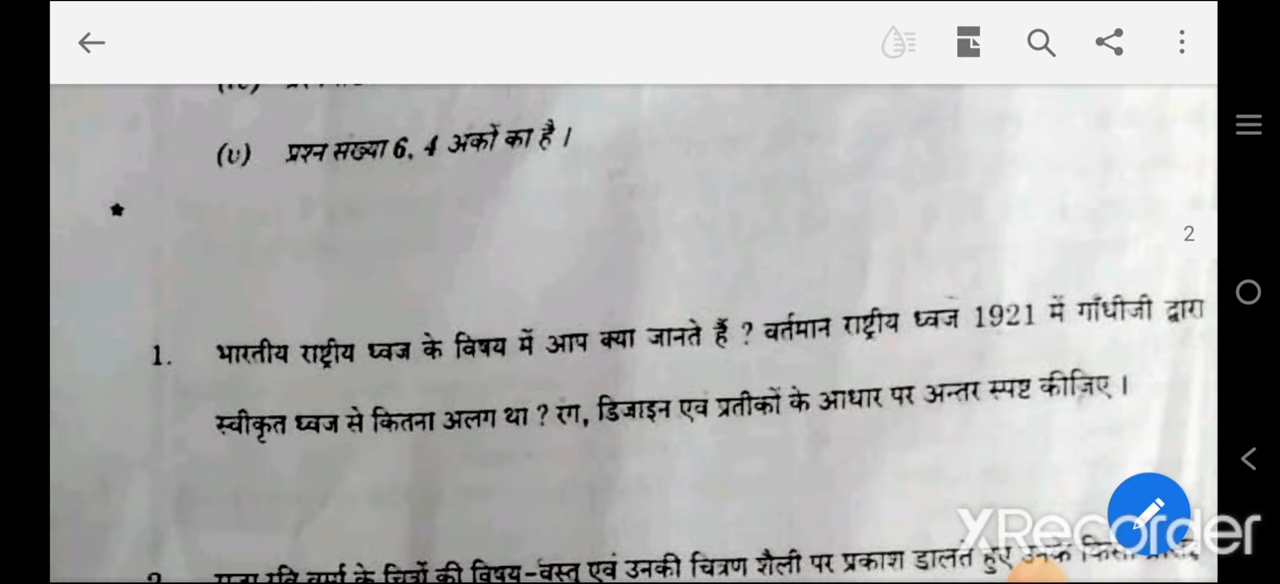 (v) प्रश्न संख्या 6, 4 अंकों का है ।
2
1. भारतीय राष्ट्रीय ध्वज के विषय में आप क्या जानते हैं ? वर्तमान राष्ट्रीय ध्वज 1921 में गाँधीजी द्वारा
स्वीकृत ध्वज से कितना अलग था ? रंग, डिजाइन एवं प्रतीकों के आधार पर अन्तर स्पष्ट कीजिए ।
XRecorder
के चित्रों की विषय-वस्तु एवं उनकी चित्रण शैली पर प्रकाश डालते हुए उनके